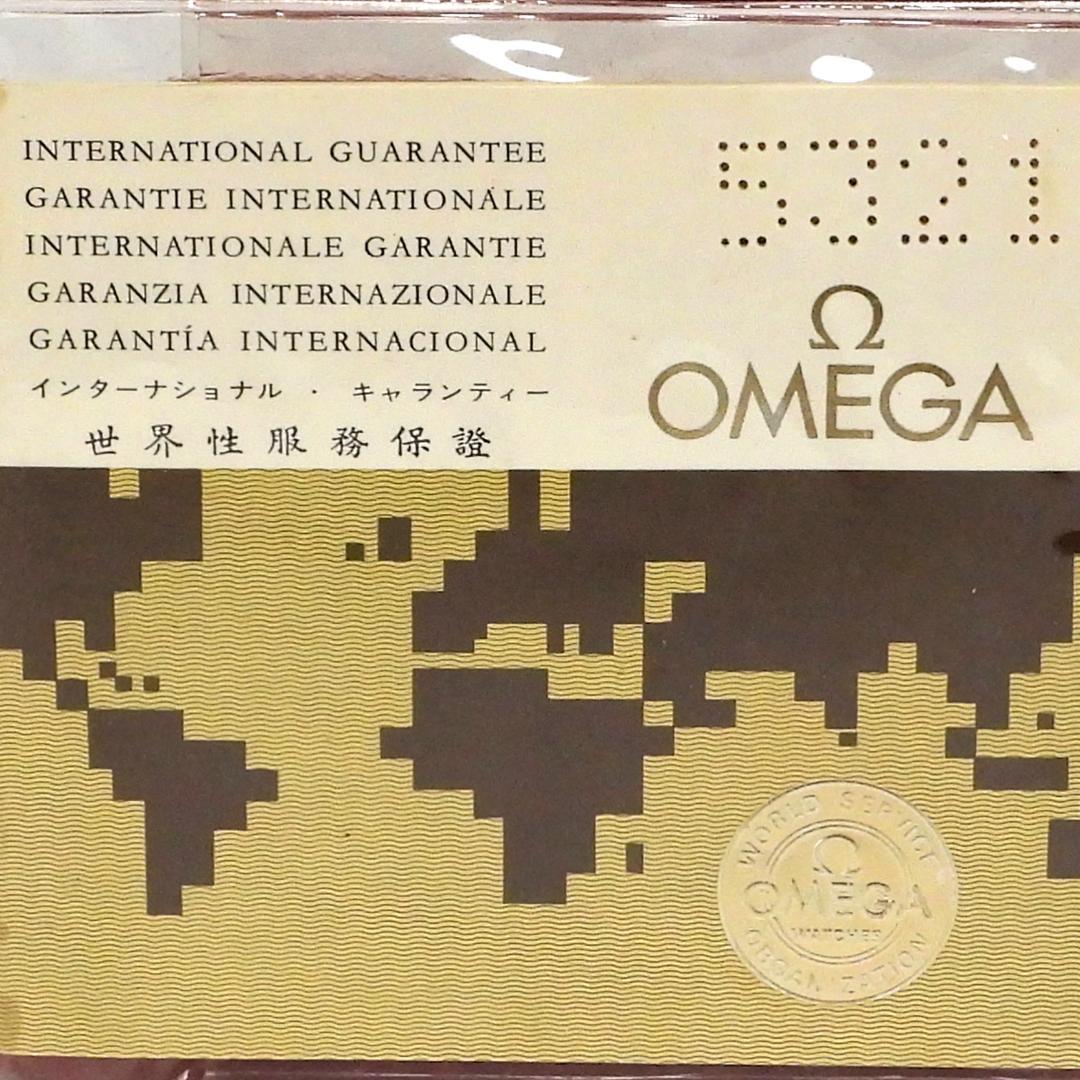 INTERNATIONAL GUARANTEE
GARANTIE INTERNATIONALE
INTERNATIONALE GARANTIE
GARANZIA INTERNAZIONALE
GARANTÍA INTERNACIONAL
インターナショナル · キャランティー
世界性服務保證
5321
Ω
OMEGA
WORLD SERVICE
Ω
OMEGA
WATCHES
ORGANIZATION